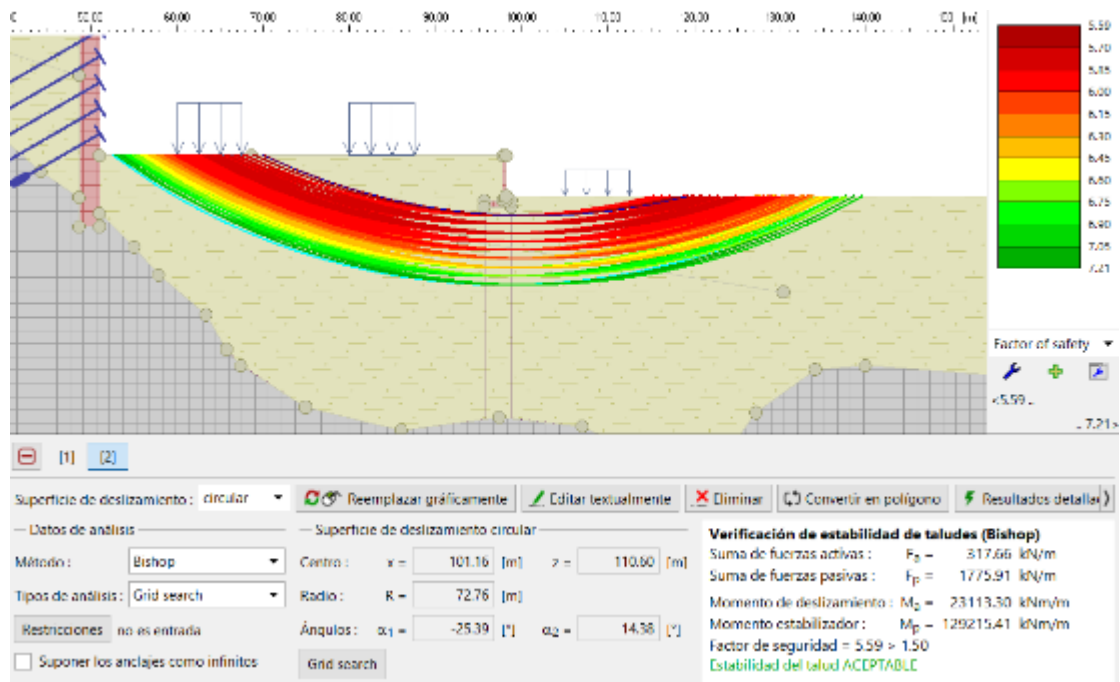 50.00 60.00 70.00 80.00 90.00 100.00 130.00 140.00 [m]
5.59
5.70
5.85
6.00
6.15
6.30
6.45
6.60
6.75
6.90
7.05
7.21
Factor of safety
<5.59 ..
.. 7.21>
[1] [2]
Superficie de deslizamiento : circular Reemplazar gráficamente Editar textualmente Eliminar Convertir en polígono Resultados
Datos de análisis
Superficie de deslizamiento circular
Verificación de estabilidad de taludes (Bishop)
Método : Bishop
Centro : x = 101.16 [m] z = 110.60 [m]
Suma de fuerzas activas : Fa = 317.66 kN/m
Suma de fuerzas pasivas : Fp = 1775.91 kN/m
Tipos de análisis : Grid search
Radio : R = 72.76 [m]
Momento de deslizamiento : Ma = 23113.30 kNm/m
Momento estabilizador : Mp = 129215.41 kNm/m
Restricciones no es entrada
Ángulos : α1 = -25.39 [°] α2 = 14.38 [°]
Factor de seguridad = 5.59 > 1.50
Suponer los anclajes como infinitos
Grid search
Estabilidad del talud ACEPTABLE